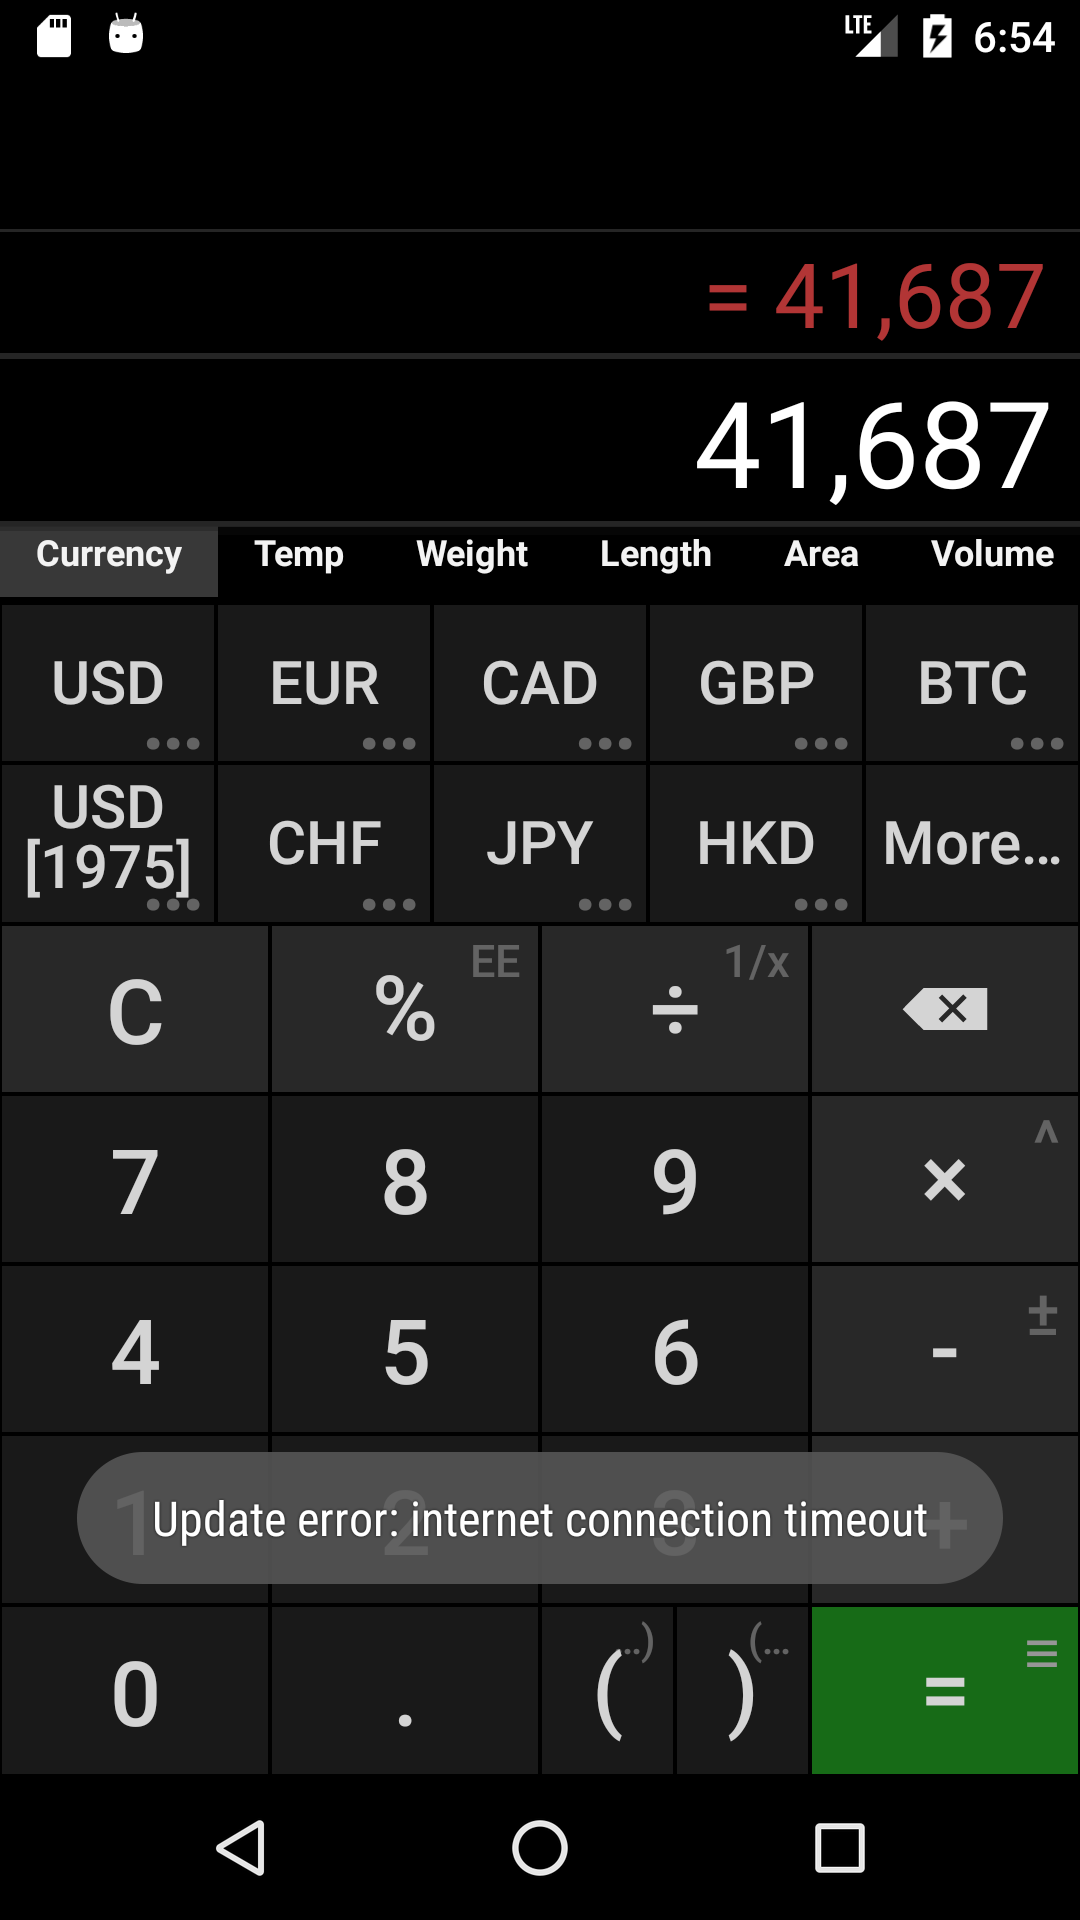 LTE 6:54
= 41,687
41,687
Currency Temp Weight Length Area Volume
USD EUR CAD GBP BTC
USD [1975] CHF JPY HKD More...
C % EE ÷ 1/x
7 8 9 × ^
4 5 6 - ±
1 2 3 +
Update error: internet connection timeout
0 . ( ..) ) (... =